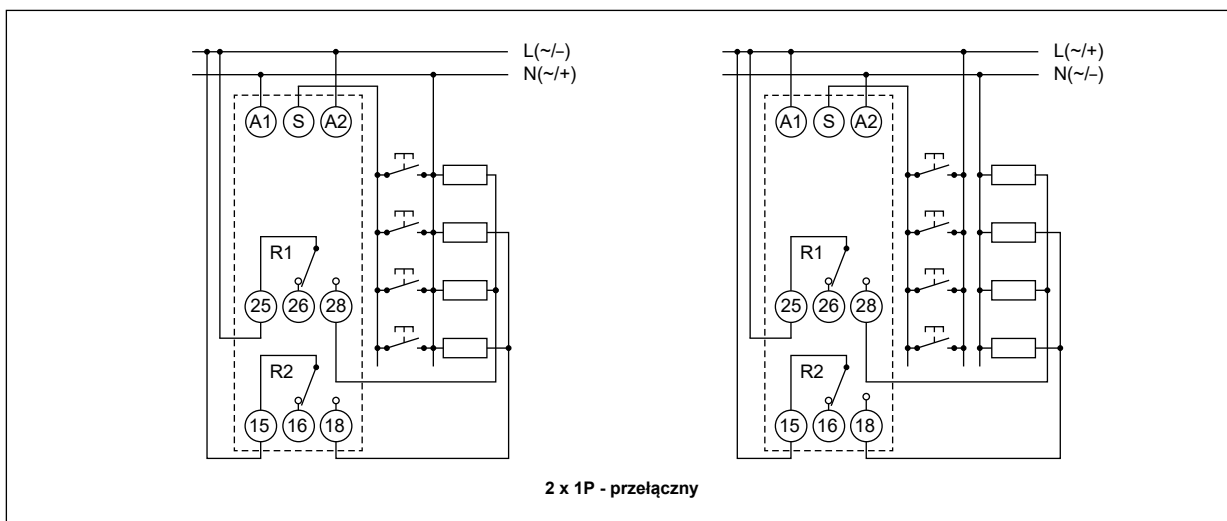 L(~/–)
N(~/+)
A1 S A2
R1
25 26 28
R2
15 16 18
L(~/+)
N(~/–)
A1 S A2
R1
25 26 28
R2
15 16 18
2 x 1P - przełączny